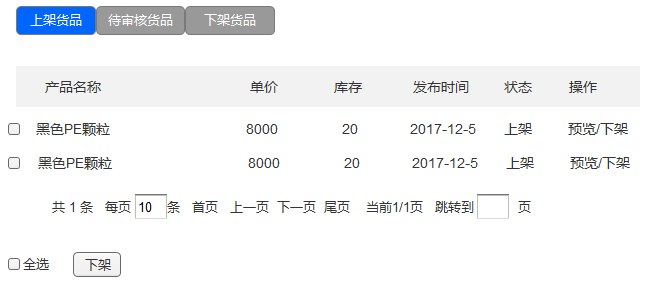 上架货品 待审核货品 下架货品
产品名称 单价 库存 发布时间 状态 操作
黑色PE颗粒 8000 20 2017-12-5 上架 预览/下架
黑色PE颗粒 8000 20 2017-12-5 上架 预览/下架
共 1 条 每页 10 条 首页 上一页 下一页 尾页 当前1/1页 跳转到 页
全选 下架